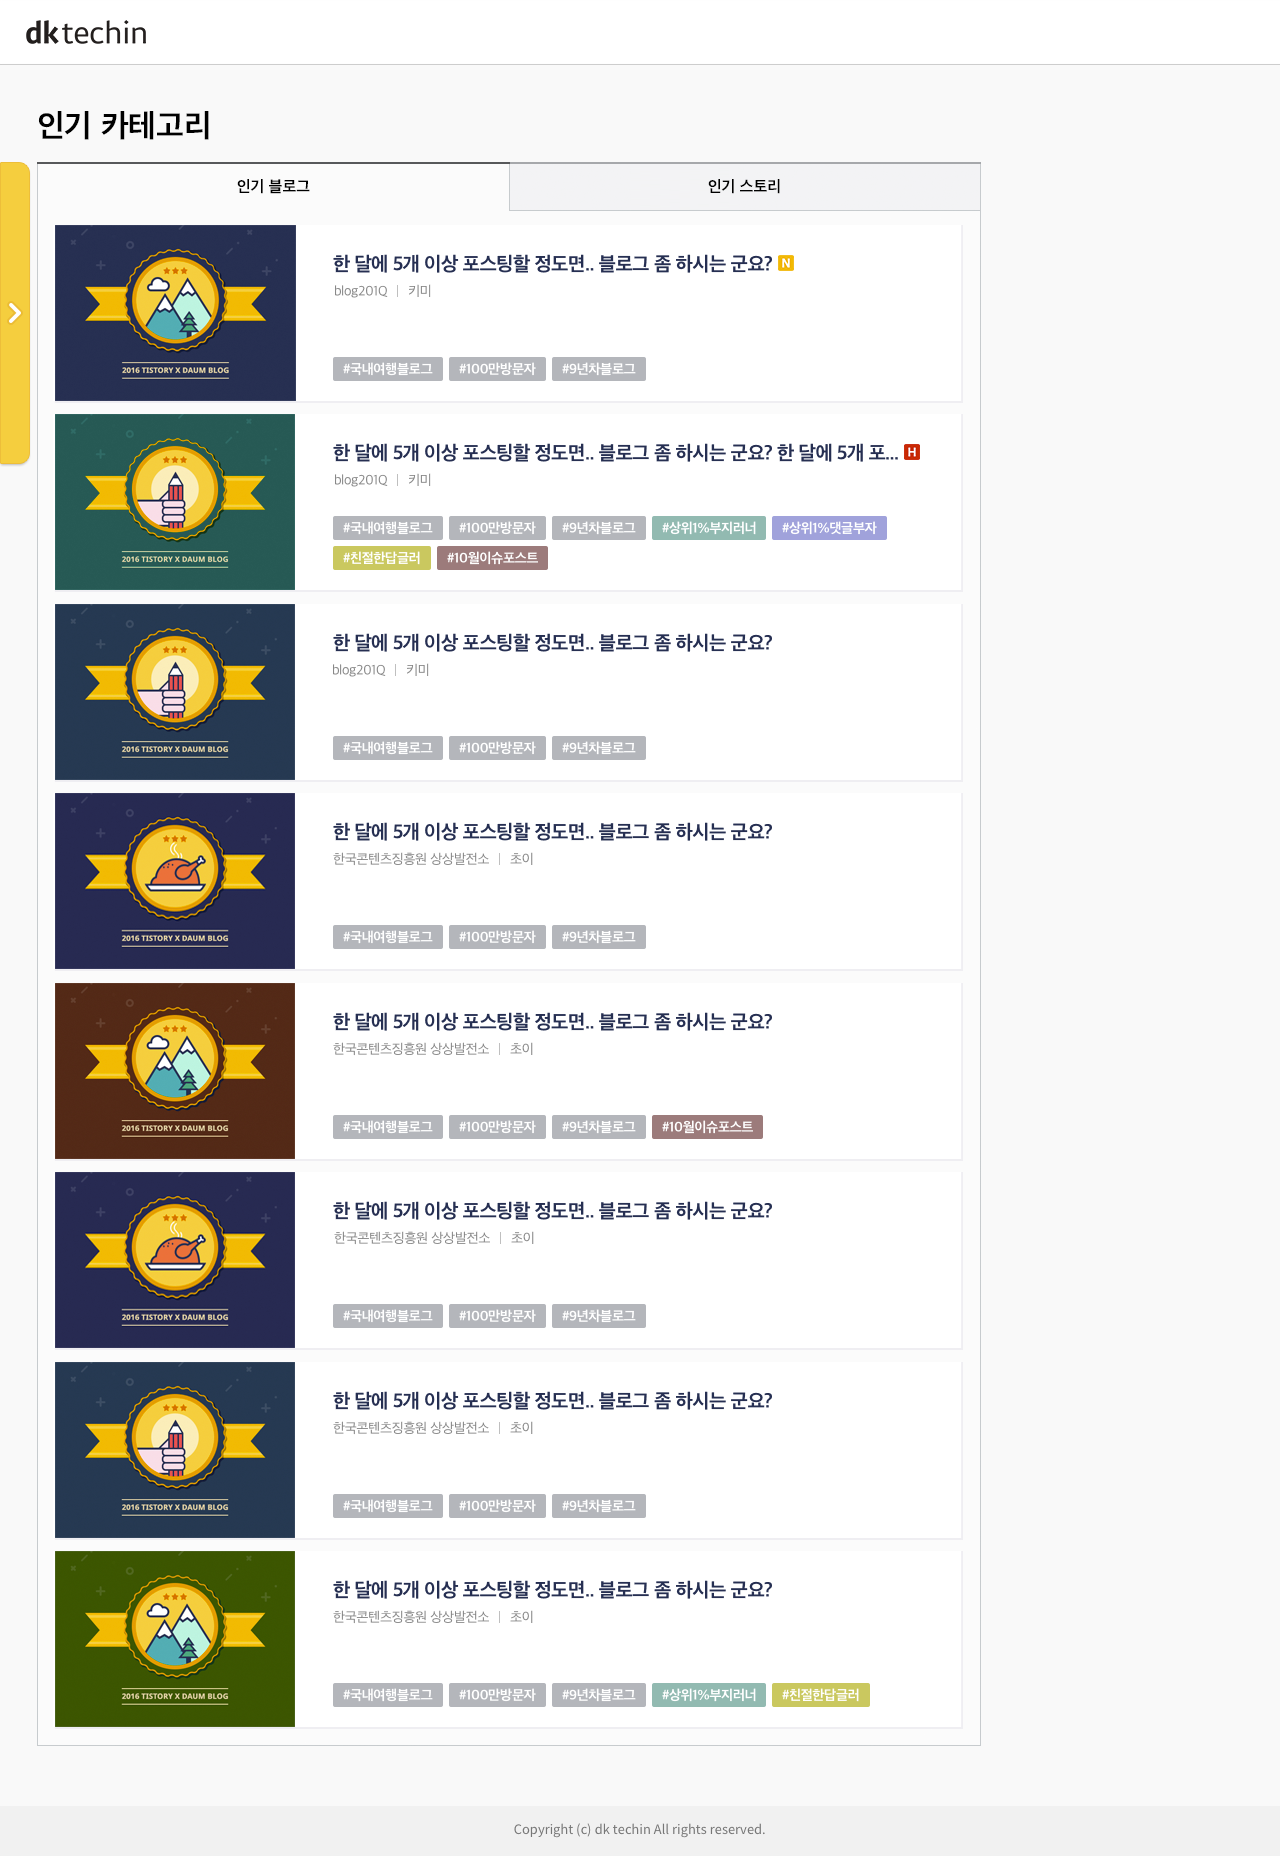 dk techin
인기 카테고리
인기 블로그
인기 스토리
2016 TISTORY X DAUM BLOG
한 달에 5개 이상 포스팅할 정도면.. 블로그 좀 하시는 군요? N
blog201Q | 키미
#국내여행블로그 #100만방문자 #9년차블로그
2016 TISTORY X DAUM BLOG
한 달에 5개 이상 포스팅할 정도면.. 블로그 좀 하시는 군요? 한 달에 5개 포... H
blog201Q | 키미
#국내여행블로그 #100만방문자 #9년차블로그 #상위1%부지러너 #상위1%댓글부자
#친절한답글러 #10월이슈포스트
2016 TISTORY X DAUM BLOG
한 달에 5개 이상 포스팅할 정도면.. 블로그 좀 하시는 군요?
blog201Q | 키미
#국내여행블로그 #100만방문자 #9년차블로그
2016 TISTORY X DAUM BLOG
한 달에 5개 이상 포스팅할 정도면.. 블로그 좀 하시는 군요?
한국콘텐츠징흥원 상상발전소 | 초이
#국내여행블로그 #100만방문자 #9년차블로그
2016 TISTORY X DAUM BLOG
한 달에 5개 이상 포스팅할 정도면.. 블로그 좀 하시는 군요?
한국콘텐츠징흥원 상상발전소 | 초이
#국내여행블로그 #100만방문자 #9년차블로그 #10월이슈포스트
2016 TISTORY X DAUM BLOG
한 달에 5개 이상 포스팅할 정도면.. 블로그 좀 하시는 군요?
한국콘텐츠징흥원 상상발전소 | 초이
#국내여행블로그 #100만방문자 #9년차블로그
2016 TISTORY X DAUM BLOG
한 달에 5개 이상 포스팅할 정도면.. 블로그 좀 하시는 군요?
한국콘텐츠징흥원 상상발전소 | 초이
#국내여행블로그 #100만방문자 #9년차블로그
2016 TISTORY X DAUM BLOG
한 달에 5개 이상 포스팅할 정도면.. 블로그 좀 하시는 군요?
한국콘텐츠징흥원 상상발전소 | 초이
#국내여행블로그 #100만방문자 #9년차블로그 #상위1%부지러너 #친절한답글러
Copyright (c) dk techin All rights reserved.